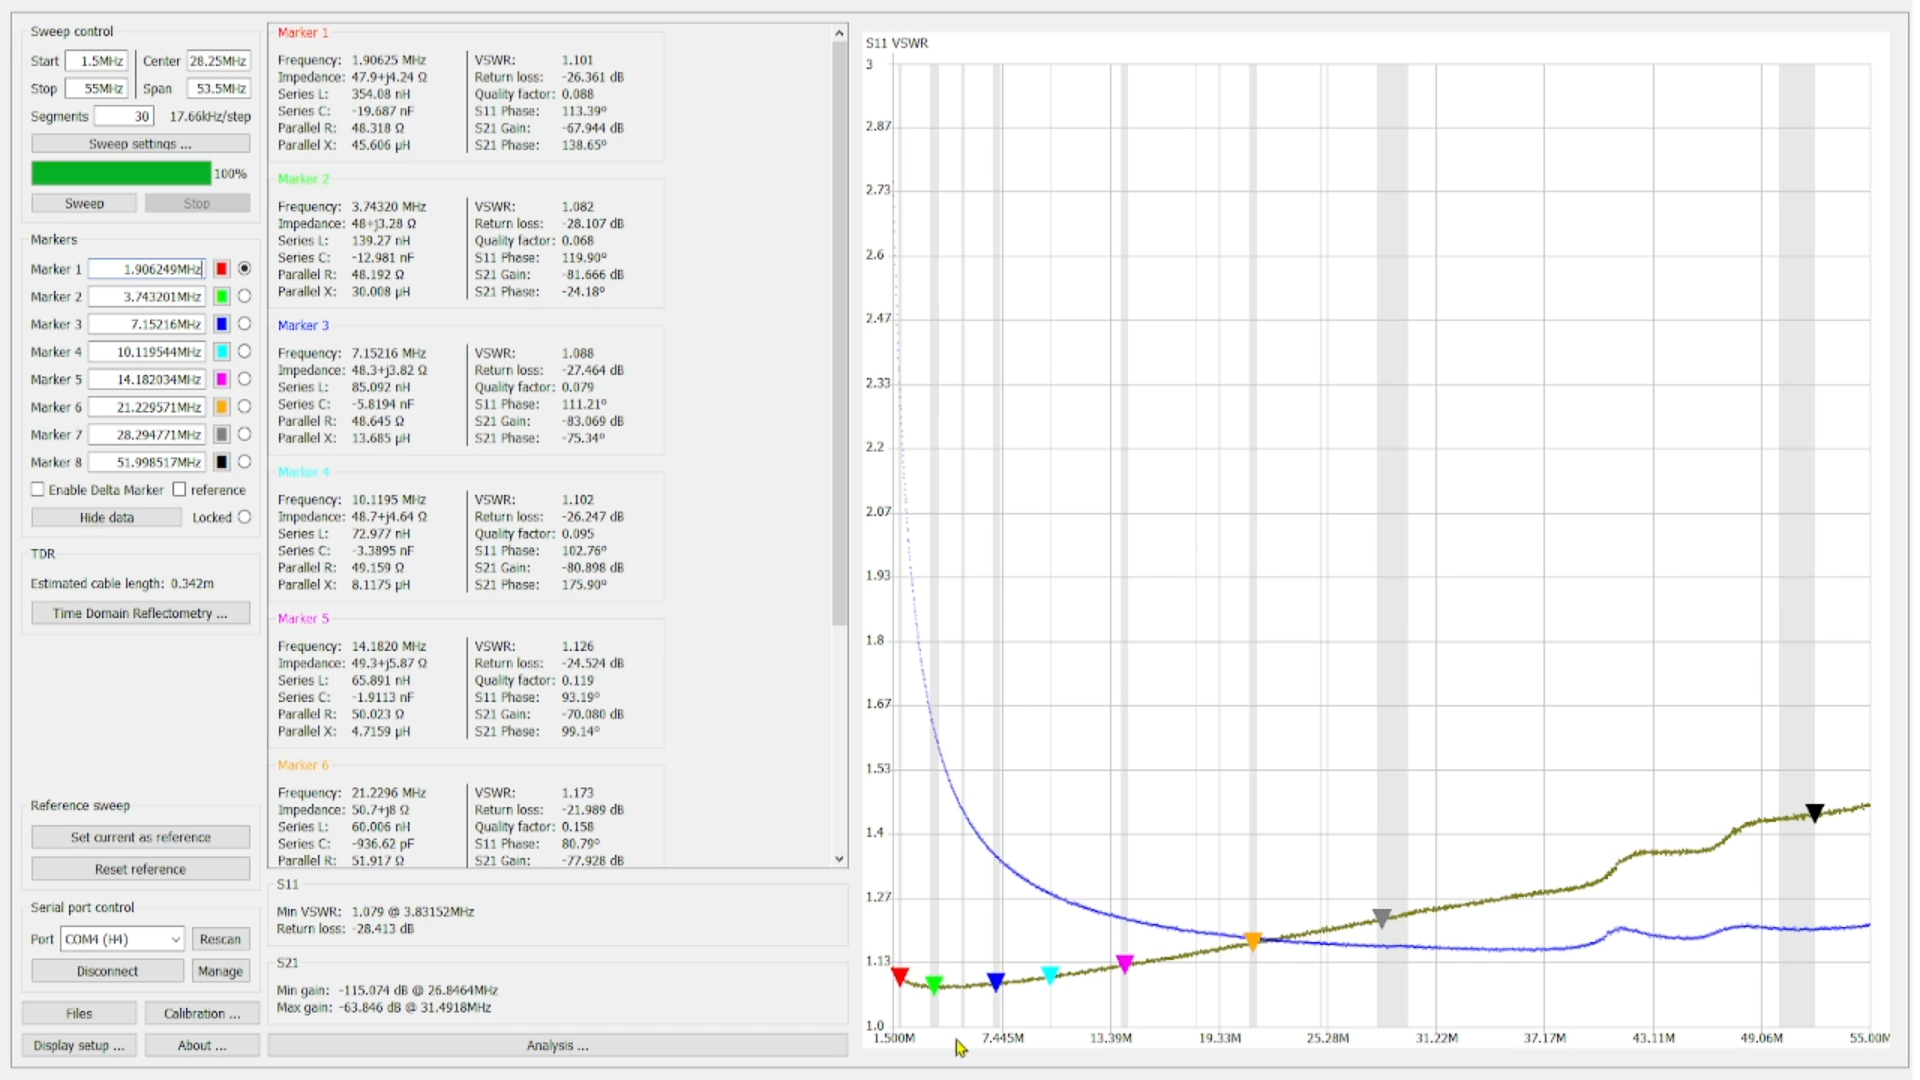 Sweep control
Start 1.5MHz Center 28.25MHz
Stop 55MHz Span 53.5MHz
Segments 30 17.66kHz/step
Sweep settings ...
100%
Sweep Stop
Markers
Marker 1 1.906249MHz
Marker 2 3.743201MHz
Marker 3 7.15216MHz
Marker 4 10.119544MHz
Marker 5 14.182034MHz
Marker 6 21.229571MHz
Marker 7 28.294771MHz
Marker 8 51.998517MHz
Enable Delta Marker reference
Hide data Locked
TDR
Estimated cable length: 0.342m
Time Domain Reflectometry ...
Reference sweep
Set current as reference
Reset reference
Serial port control
Port COM4 (H4) Rescan
Disconnect Manage
Files Calibration ...
Display setup ... About ...
Marker 1
Frequency: 1.90625 MHz VSWR: 1.101
Impedance: 47.9+j4.24 Ω Return loss: -26.361 dB
Series L: 354.08 nH Quality factor: 0.088
Series C: -19.687 nF S11 Phase: 113.39°
Parallel R: 48.318 Ω S21 Gain: -67.944 dB
Parallel X: 45.606 µH S21 Phase: 138.65°
Marker 2
Frequency: 3.74320 MHz VSWR: 1.082
Impedance: 48+j3.28 Ω Return loss: -28.107 dB
Series L: 139.27 nH Quality factor: 0.068
Series C: -12.981 nF S11 Phase: 119.90°
Parallel R: 48.192 Ω S21 Gain: -81.666 dB
Parallel X: 30.008 µH S21 Phase: -24.18°
Marker 3
Frequency: 7.15216 MHz VSWR: 1.088
Impedance: 48.3+j3.82 Ω Return loss: -27.464 dB
Series L: 85.092 nH Quality factor: 0.079
Series C: -5.8194 nF S11 Phase: 111.21°
Parallel R: 48.645 Ω S21 Gain: -83.069 dB
Parallel X: 13.685 µH S21 Phase: -75.34°
Marker 4
Frequency: 10.1195 MHz VSWR: 1.102
Impedance: 48.7+j4.64 Ω Return loss: -26.247 dB
Series L: 72.977 nH Quality factor: 0.095
Series C: -3.3895 nF S11 Phase: 102.76°
Parallel R: 49.159 Ω S21 Gain: -80.898 dB
Parallel X: 8.1175 µH S21 Phase: 175.90°
Marker 5
Frequency: 14.1820 MHz VSWR: 1.126
Impedance: 49.3+j5.87 Ω Return loss: -24.524 dB
Series L: 65.891 nH Quality factor: 0.119
Series C: -1.9113 nF S11 Phase: 93.19°
Parallel R: 50.023 Ω S21 Gain: -70.080 dB
Parallel X: 4.7159 µH S21 Phase: 99.14°
Marker 6
Frequency: 21.2296 MHz VSWR: 1.173
Impedance: 50.7+j8 Ω Return loss: -21.989 dB
Series L: 60.006 nH Quality factor: 0.158
Series C: -936.62 pF S11 Phase: 80.79°
Parallel R: 51.917 Ω S21 Gain: -77.928 dB
S11
Min VSWR: 1.079 @ 3.83152MHz
Return loss: -28.413 dB
S21
Min gain: -115.074 dB @ 26.8464MHz
Max gain: -63.846 dB @ 31.4918MHz
Analysis ...
S11 VSWR
3
2.87
2.73
2.6
2.47
2.33
2.2
2.07
1.93
1.8
1.67
1.53
1.4
1.27
1.13
1.0
1.500M 7.445M 13.39M 19.33M 25.28M 31.22M 37.17M 43.11M 49.06M 55.00M